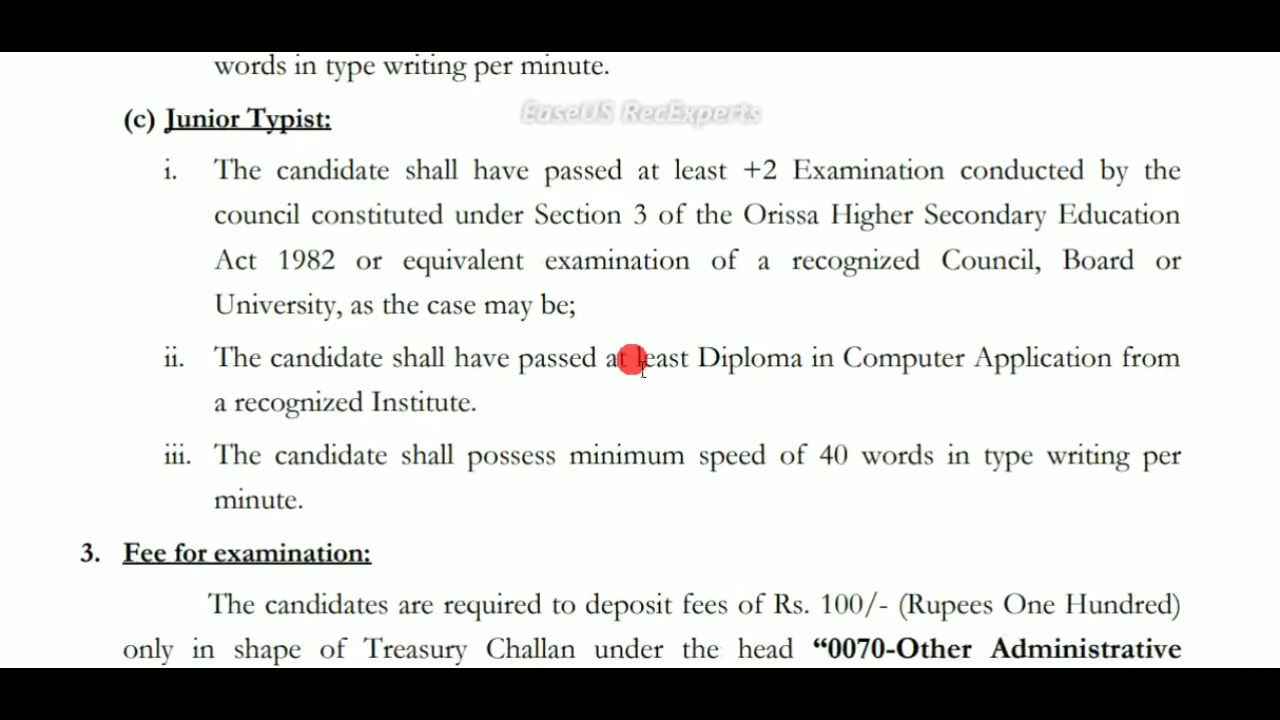 words in type writing per minute.
(c) Junior Typist:
EaseUS RecExperts
i. The candidate shall have passed at least +2 Examination conducted by the
council constituted under Section 3 of the Orissa Higher Secondary Education
Act 1982 or equivalent examination of a recognized Council, Board or
University, as the case may be;
ii. The candidate shall have passed at least Diploma in Computer Application from
a recognized Institute.
iii. The candidate shall possess minimum speed of 40 words in type writing per
minute.
3. Fee for examination:
The candidates are required to deposit fees of Rs. 100/- (Rupees One Hundred)
only in shape of Treasury Challan under the head “0070-Other Administrative